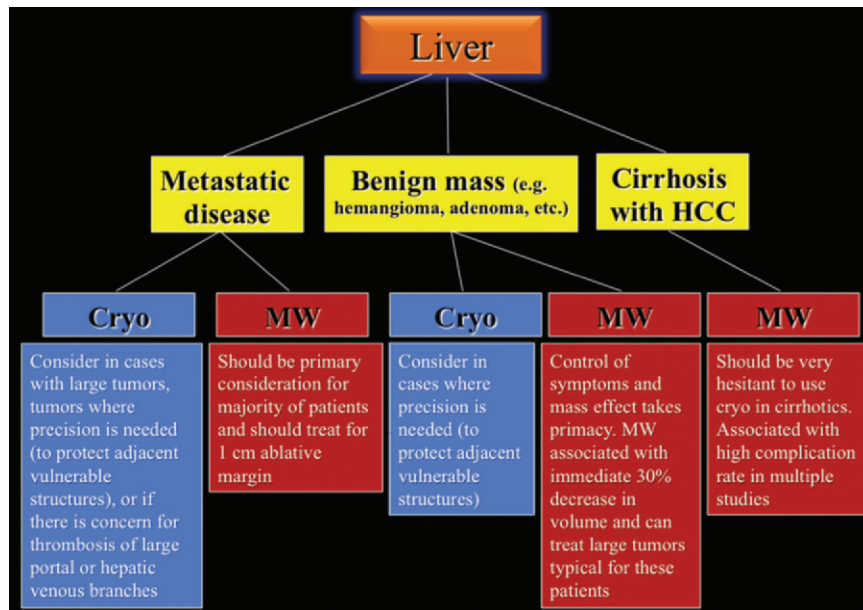 Liver
Metastatic
disease
Benign mass (e.g.
hemangioma, adenoma, etc.)
Cirrhosis
with HCC
Cryo
Consider in cases
with large tumors,
tumors where
precision is needed
(to protect adjacent
vulnerable
structures), or if
there is concern for
thrombosis of large
portal or hepatic
venous branches
MW
Should be primary
consideration for
majority of patients
and should treat for
1 cm ablative
margin
Cryo
Consider in
cases where
precision is
needed (to
protect adjacent
vulnerable
structures)
MW
Control of
symptoms and
mass effect takes
primacy. MW
associated with
immediate 30%
decrease in
volume and can
treat large tumors
typical for these
patients
MW
Should be very
hesitant to use
cryo in cirrhotics.
Associated with
high complication
rate in multiple
studies